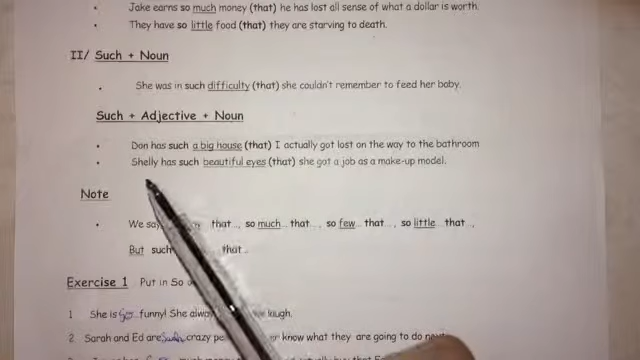 Jake earns so much money (that) he has lost all sense of what a dollar is worth.
They have so little food (that) they are starving to death.
II/ Such + Noun
She was in such difficulty (that) she couldn't remember to feed her baby.
Such + Adjective + Noun
Don has such a big house (that) I actually got lost on the way to the bathroom
Shelly has such beautiful eyes (that) she got a job as a make-up model.
Note
We say that.., so much... that..., so few... that..., so little... that...,
But such that...
Exercise 1 Put in So
1 She is So funny! She laugh.
2 Sarah and Ed are Such crazy know what they are going to do